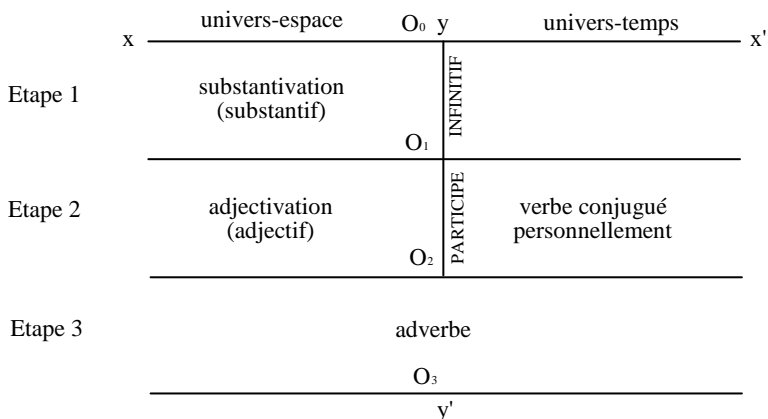 univers-espace O₀ y univers-temps
x x'
Etape 1 substantivation
(substantif)
INFINITIF
O₁
Etape 2 adjectivation verbe conjugué
(adjectif) personnellement
PARTICIPE
O₂
Etape 3 adverbe
O₃
y'